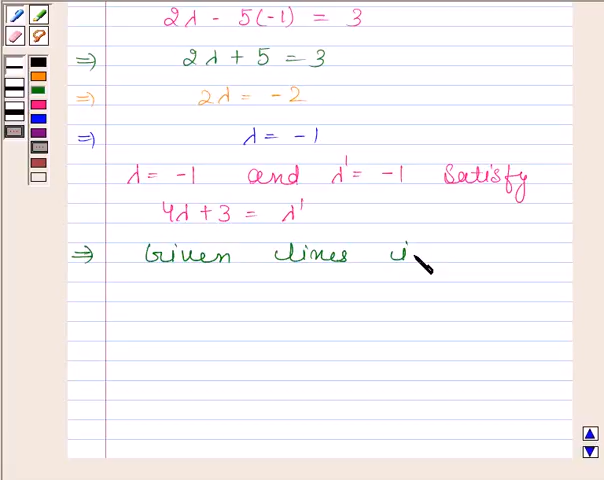 2λ - 5(-1) = 3
⇒ 2λ + 5 = 3
⇒ 2λ = -2
⇒ λ = -1
λ = -1 and λ' = -1 satisfy
4λ + 3 = λ'
⇒ Given lines i